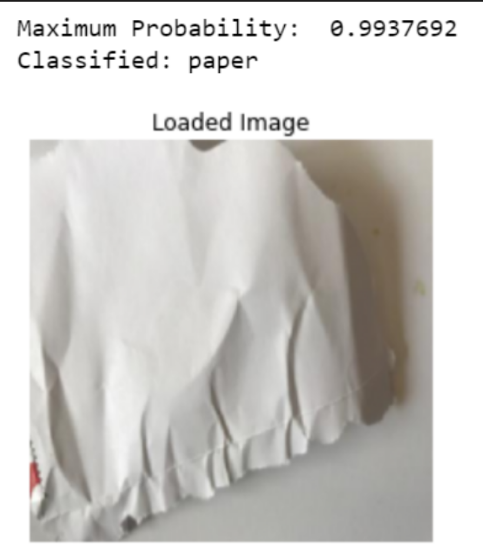 Maximum Probability:  0.9937692
Classified: paper
Loaded Image